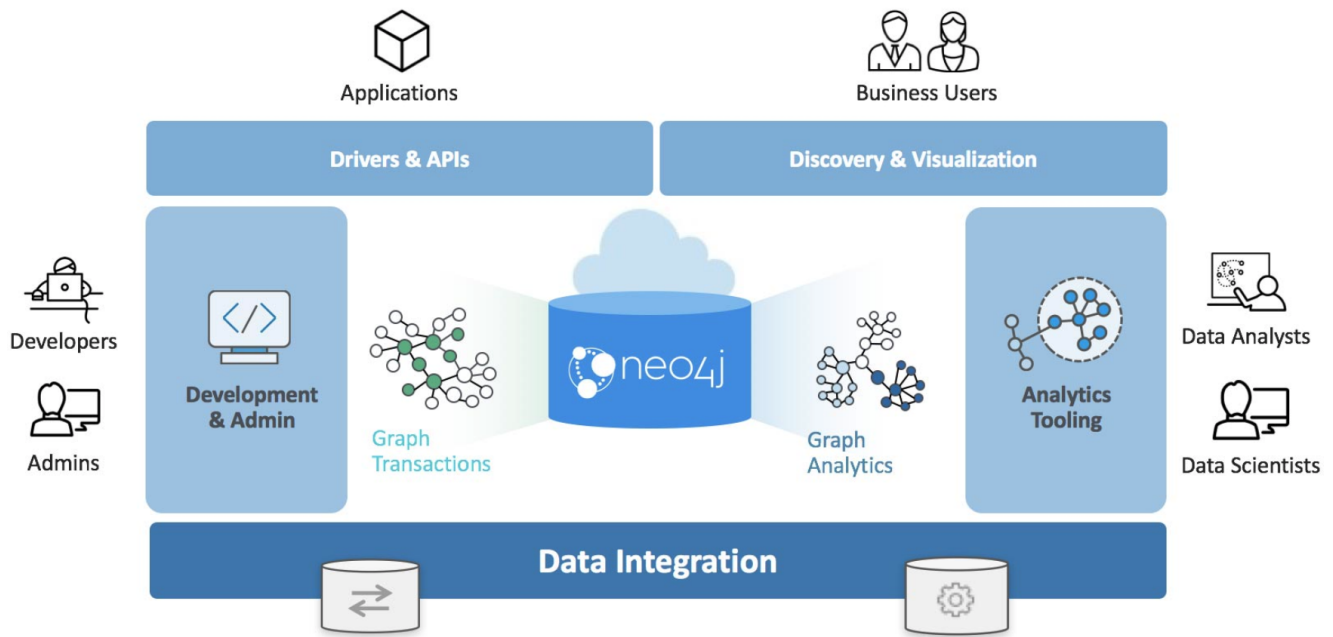 Applications
Business Users
Drivers & APIs
Discovery & Visualization
Developers
Admins
Development
& Admin
Graph
Transactions
neo4j
Graph
Analytics
Analytics
Tooling
Data Analysts
Data Scientists
Data Integration